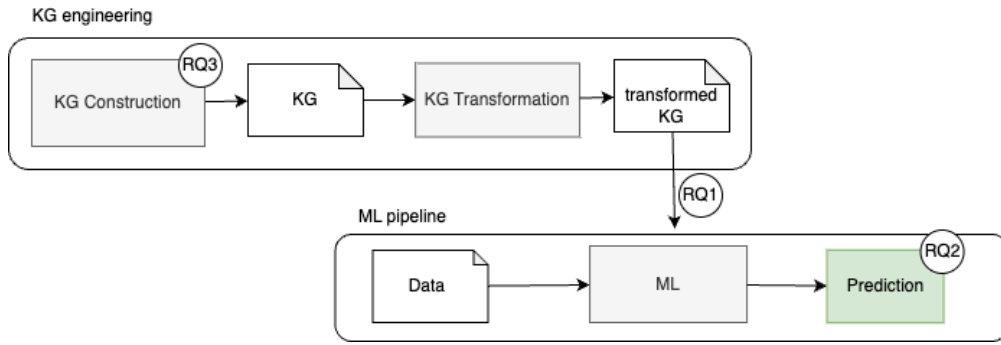 KG engineering
RQ3
KG Construction
KG
KG Transformation
transformed
KG
RQ1
ML pipeline
RQ2
Data
ML
Prediction